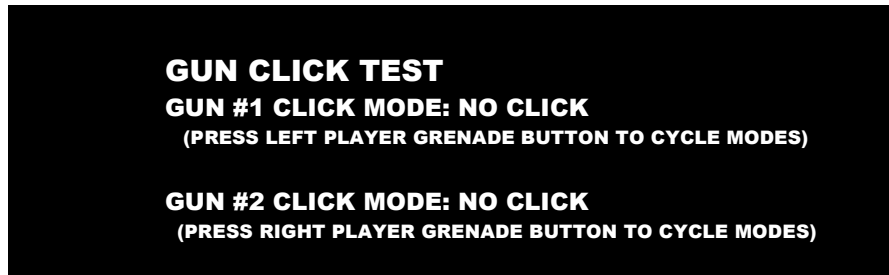 GUN CLICK TEST
GUN #1 CLICK MODE: NO CLICK
(PRESS LEFT PLAYER GRENADE BUTTON TO CYCLE MODES)
GUN #2 CLICK MODE: NO CLICK
(PRESS RIGHT PLAYER GRENADE BUTTON TO CYCLE MODES)